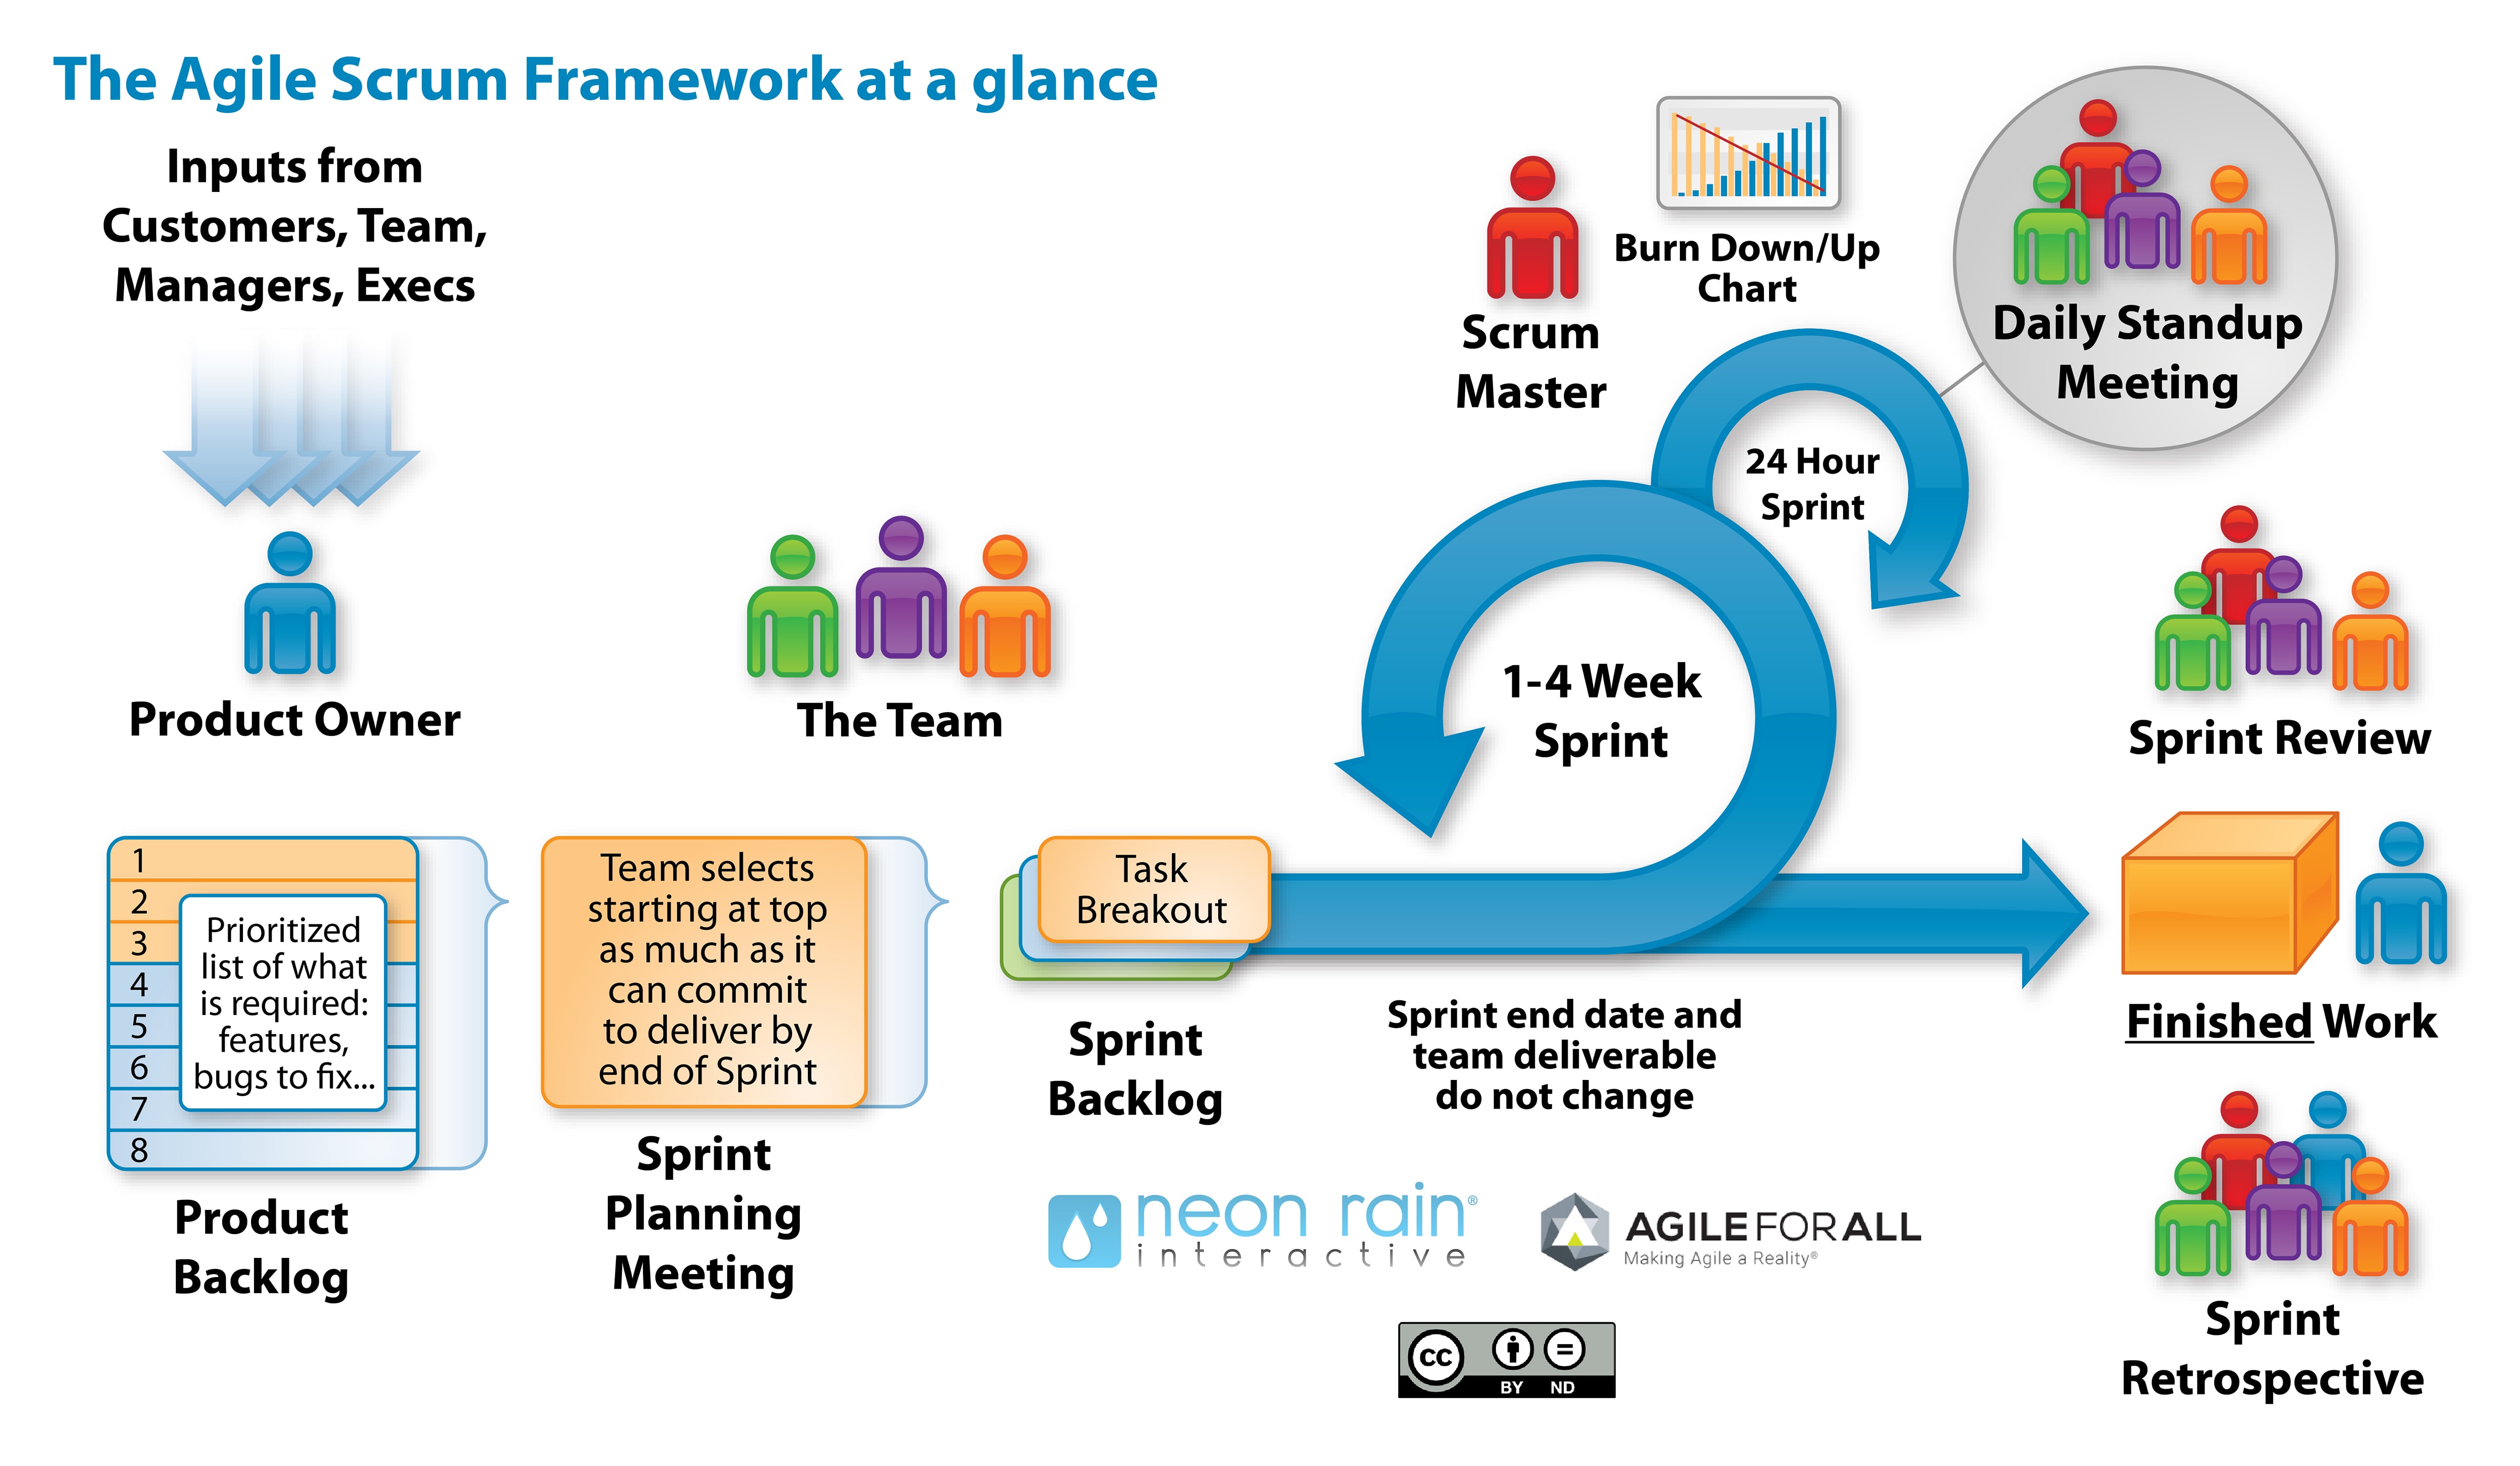 The Agile Scrum Framework at a glance
Inputs from
Customers, Team,
Managers, Execs
Product Owner
The Team
Scrum
Master
Burn Down/Up
Chart
Daily Standup
Meeting
24 Hour
Sprint
1-4 Week
Sprint
Sprint Review
1
2
3
4
5
6
7
8
Prioritized
list of what
is required:
features,
bugs to fix...
Product
Backlog
Team selects
starting at top
as much as it
can commit
to deliver by
end of Sprint
Sprint
Planning
Meeting
Task
Breakout
Sprint
Backlog
Sprint end date and
team deliverable
do not change
Finished Work
Sprint
Retrospective
neon rain®
interactive
AGILE FOR ALL
Making Agile a Reality®
cc
BY ND